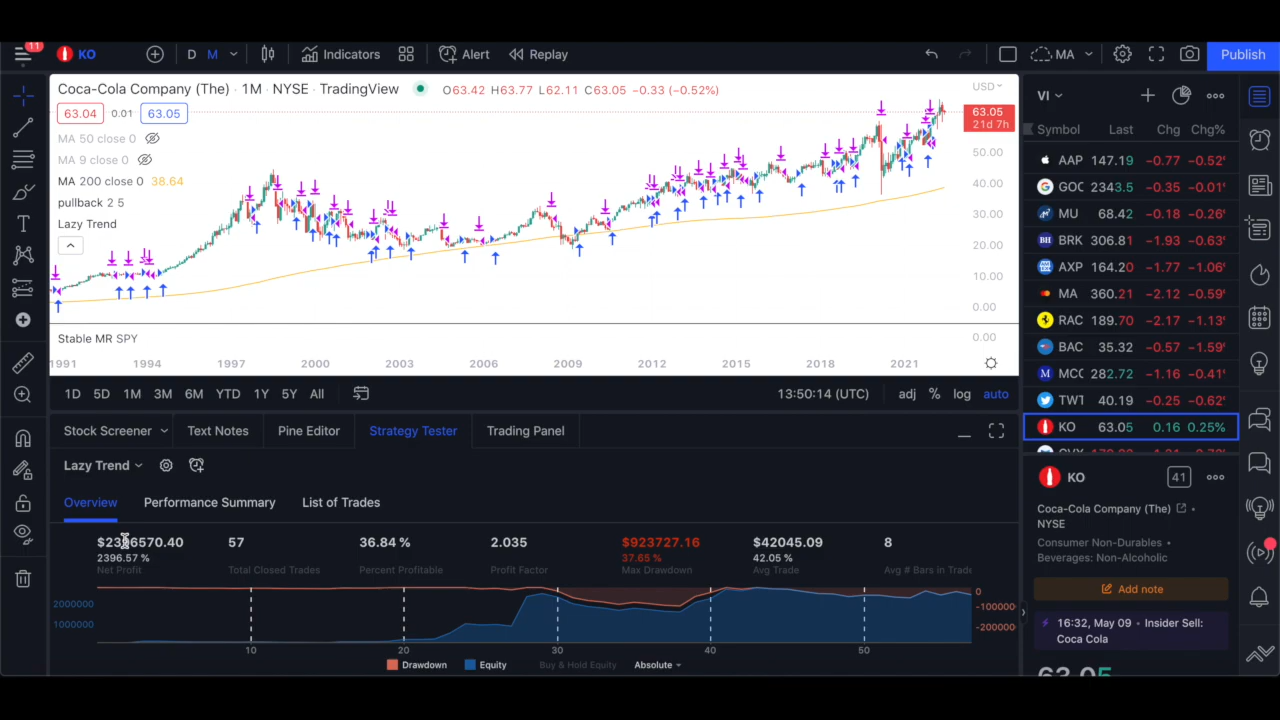 11
KO
D M
Indicators
Alert
Replay
MA
Publish
Coca-Cola Company (The) · 1M · NYSE · TradingView
O63.42 H63.77 L62.11 C63.05 −0.33 (−0.52%)
63.04 0.01 63.05
MA 50 close 0
MA 9 close 0
MA 200 close 0 38.64
pullback 2 5
Lazy Trend
USD
63.05
21d 7h
50.00
40.00
30.00
20.00
10.00
0.00
Stable MR SPY
0.00
1991 1994 1997 2000 2003 2006 2009 2012 2015 2018 2021
1D 5D 1M 3M 6M YTD 1Y 5Y All
13:50:14 (UTC)
adj % log auto
Stock Screener Text Notes Pine Editor Strategy Tester Trading Panel
Lazy Trend
Overview Performance Summary List of Trades
57 36.84 % 2.035 $923727.16 $42045.09 8
2396.57 % 37.65 % 42.05 %
Net Profit Total Closed Trades Percent Profitable Profit Factor Max Drawdown Avg Trade Avg # Bars in Trade
2000000
1000000
0
-100000
-200000
10 20 30 40 50
Drawdown Equity Buy & Hold Equity Absolute
VI
Symbol Last Chg Chg%
AAP 147.19 −0.77 −0.52%
GOO 2343.5 −0.35 −0.01%
MU 68.42 −0.18 −0.26%
BH BRK 306.81 −1.93 −0.63%
AXP 164.20 −1.77 −1.06%
MA 360.21 −2.12 −0.59%
RAC 189.70 −2.17 −1.13%
BAC 35.32 −0.57 −1.59%
M MCO 282.72 −1.16 −0.41%
TWT 40.19 −0.25 −0.62%
KO 63.05 0.16 0.25%
KO
41
Coca-Cola Company (The) •
NYSE
Consumer Non-Durables •
Beverages: Non-Alcoholic
Add note
16:32, May 09 • Insider Sell:
Coca Cola
63.05